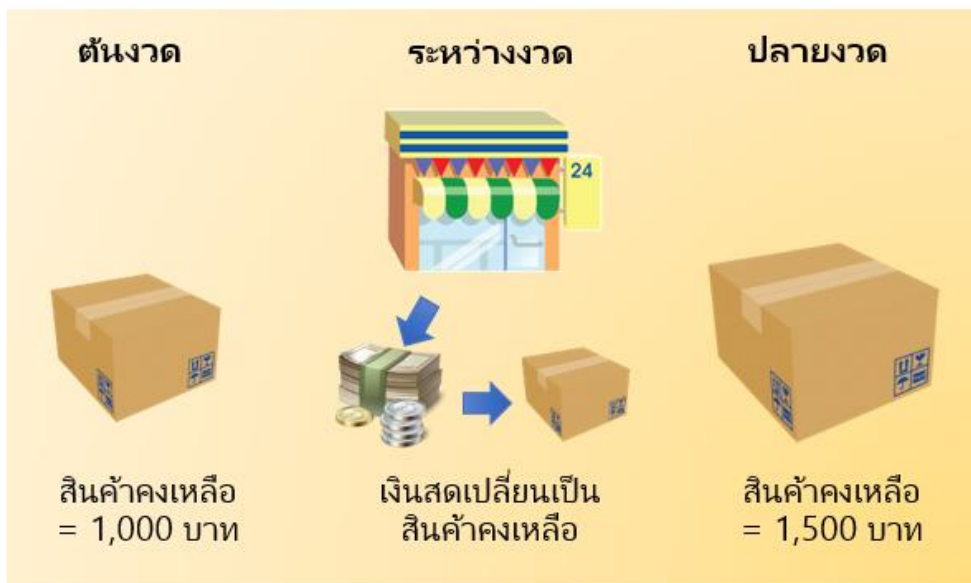 ต้นงวด
ระหว่างงวด
ปลายงวด
24
สินค้าคงเหลือ
= 1,000 บาท
เงินสดเปลี่ยนเป็น
สินค้าคงเหลือ
สินค้าคงเหลือ
= 1,500 บาท